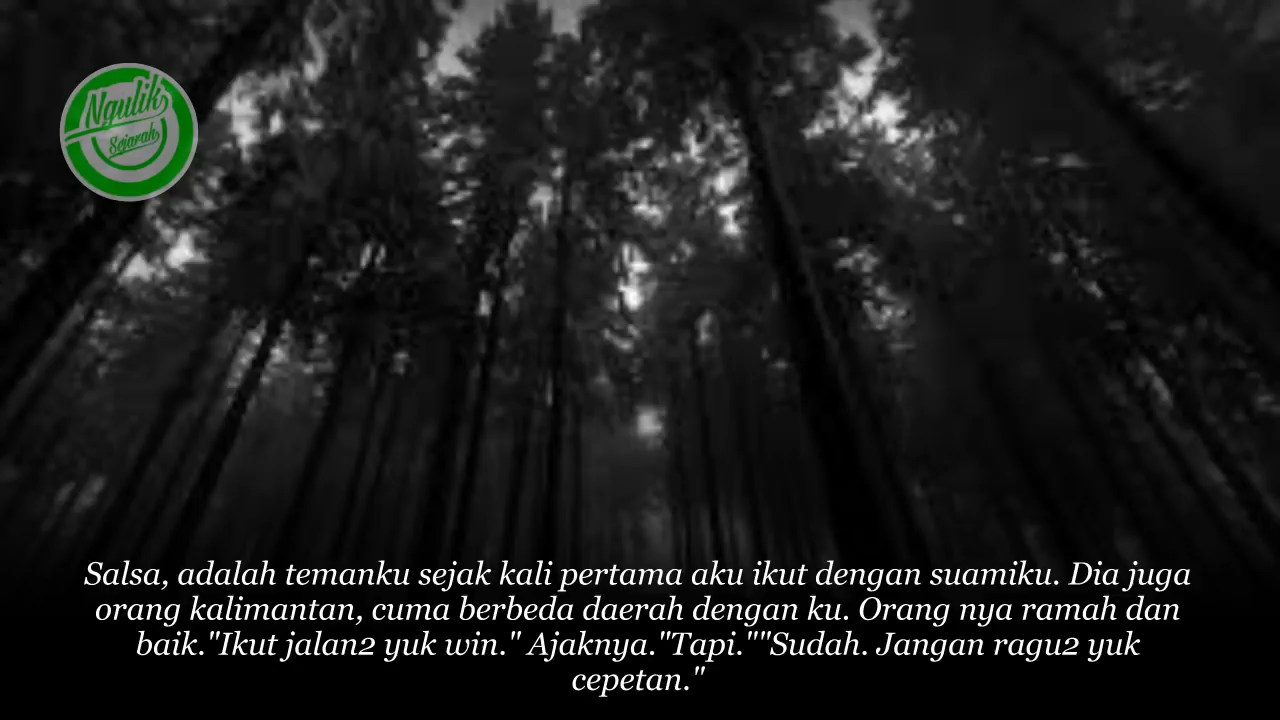 Ngulik
Sejarah
Salsa, adalah temanku sejak kali pertama aku ikut dengan suamiku. Dia juga
orang kalimantan, cuma berbeda daerah dengan ku. Orang nya ramah dan
baik."Ikut jalan2 yuk win." Ajaknya."Tapi.""Sudah. Jangan ragu2 yuk
cepetan."